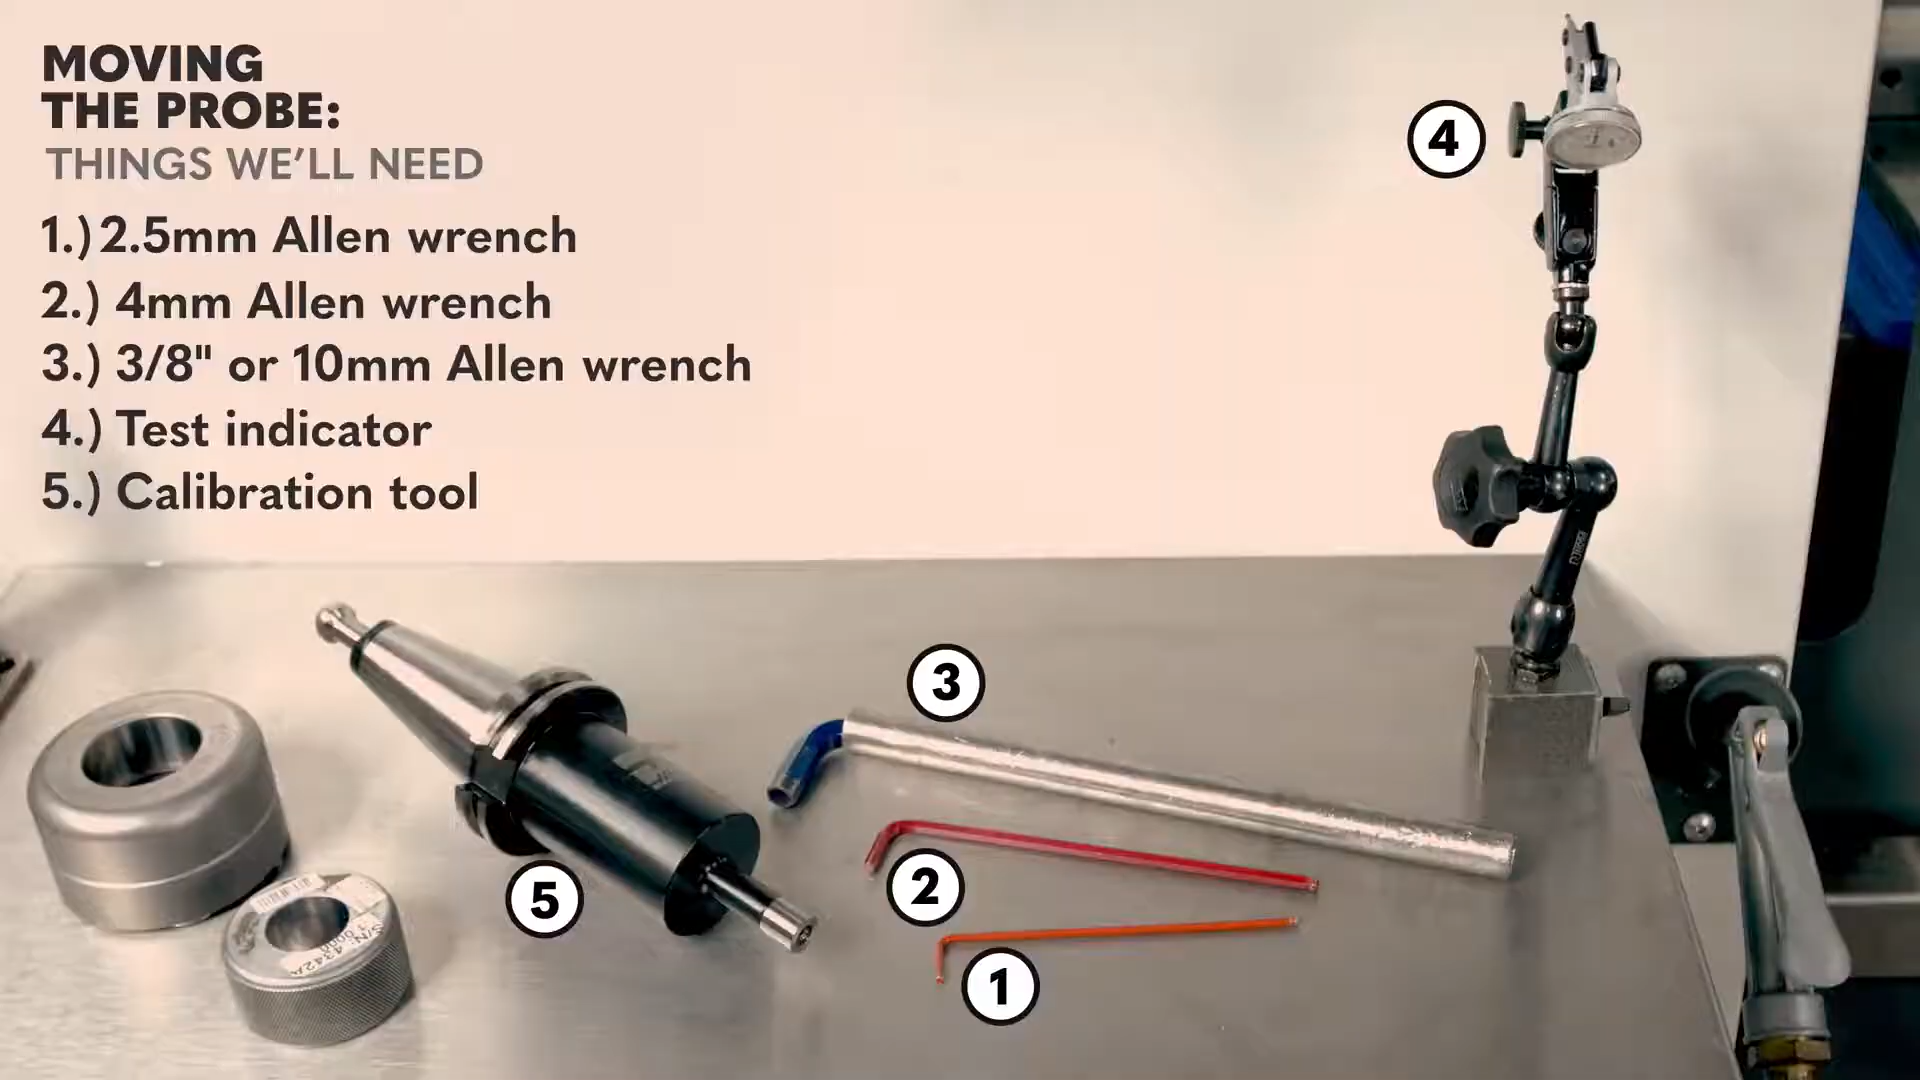 MOVING
THE PROBE:
THINGS WE'LL NEED
1.) 2.5mm Allen wrench
2.) 4mm Allen wrench
3.) 3/8" or 10mm Allen wrench
4.) Test indicator
5.) Calibration tool
4
3
5
2
1
S/N: 4342A